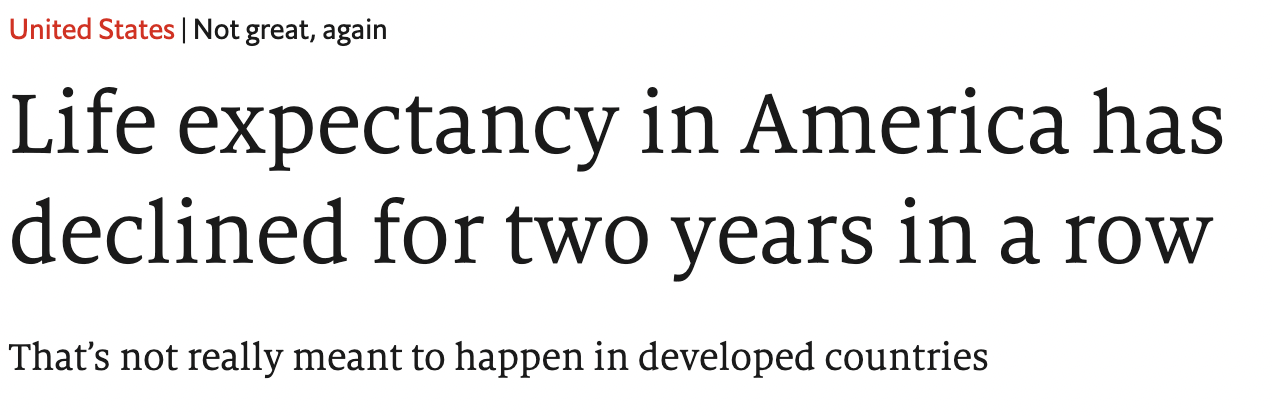 United States | Not great, again
Life expectancy in America has
declined for two years in a row
That’s not really meant to happen in developed countries